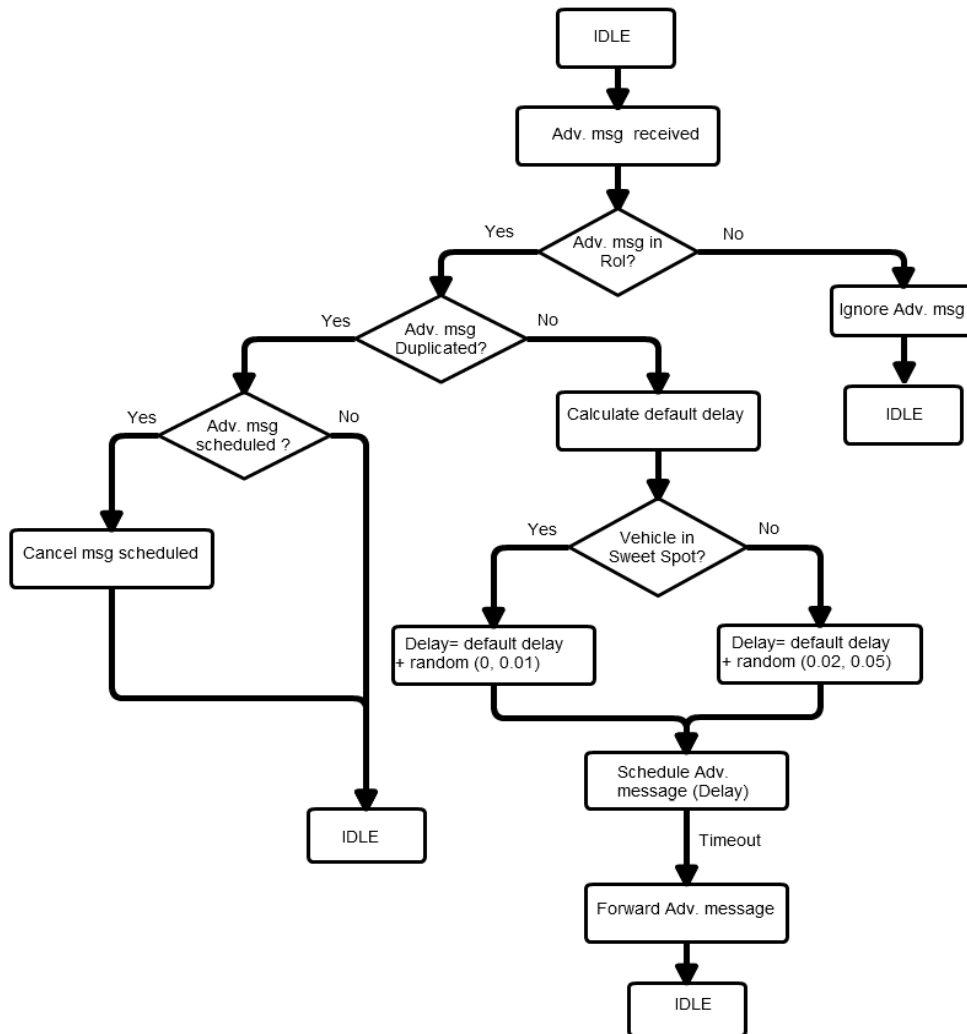 IDLE
Adv. msg received
Adv. msg in
RoI?
Yes
No
Adv. msg
Duplicated?
Yes
No
Ignore Adv. msg
IDLE
Adv. msg
scheduled ?
Yes
No
Calculate default delay
Cancel msg scheduled
Vehicle in
Sweet Spot?
Yes
No
Delay= default delay
+ random (0, 0.01)
Delay= default delay
+ random (0.02, 0.05)
Schedule Adv.
message (Delay)
IDLE
Timeout
Forward Adv. message
IDLE